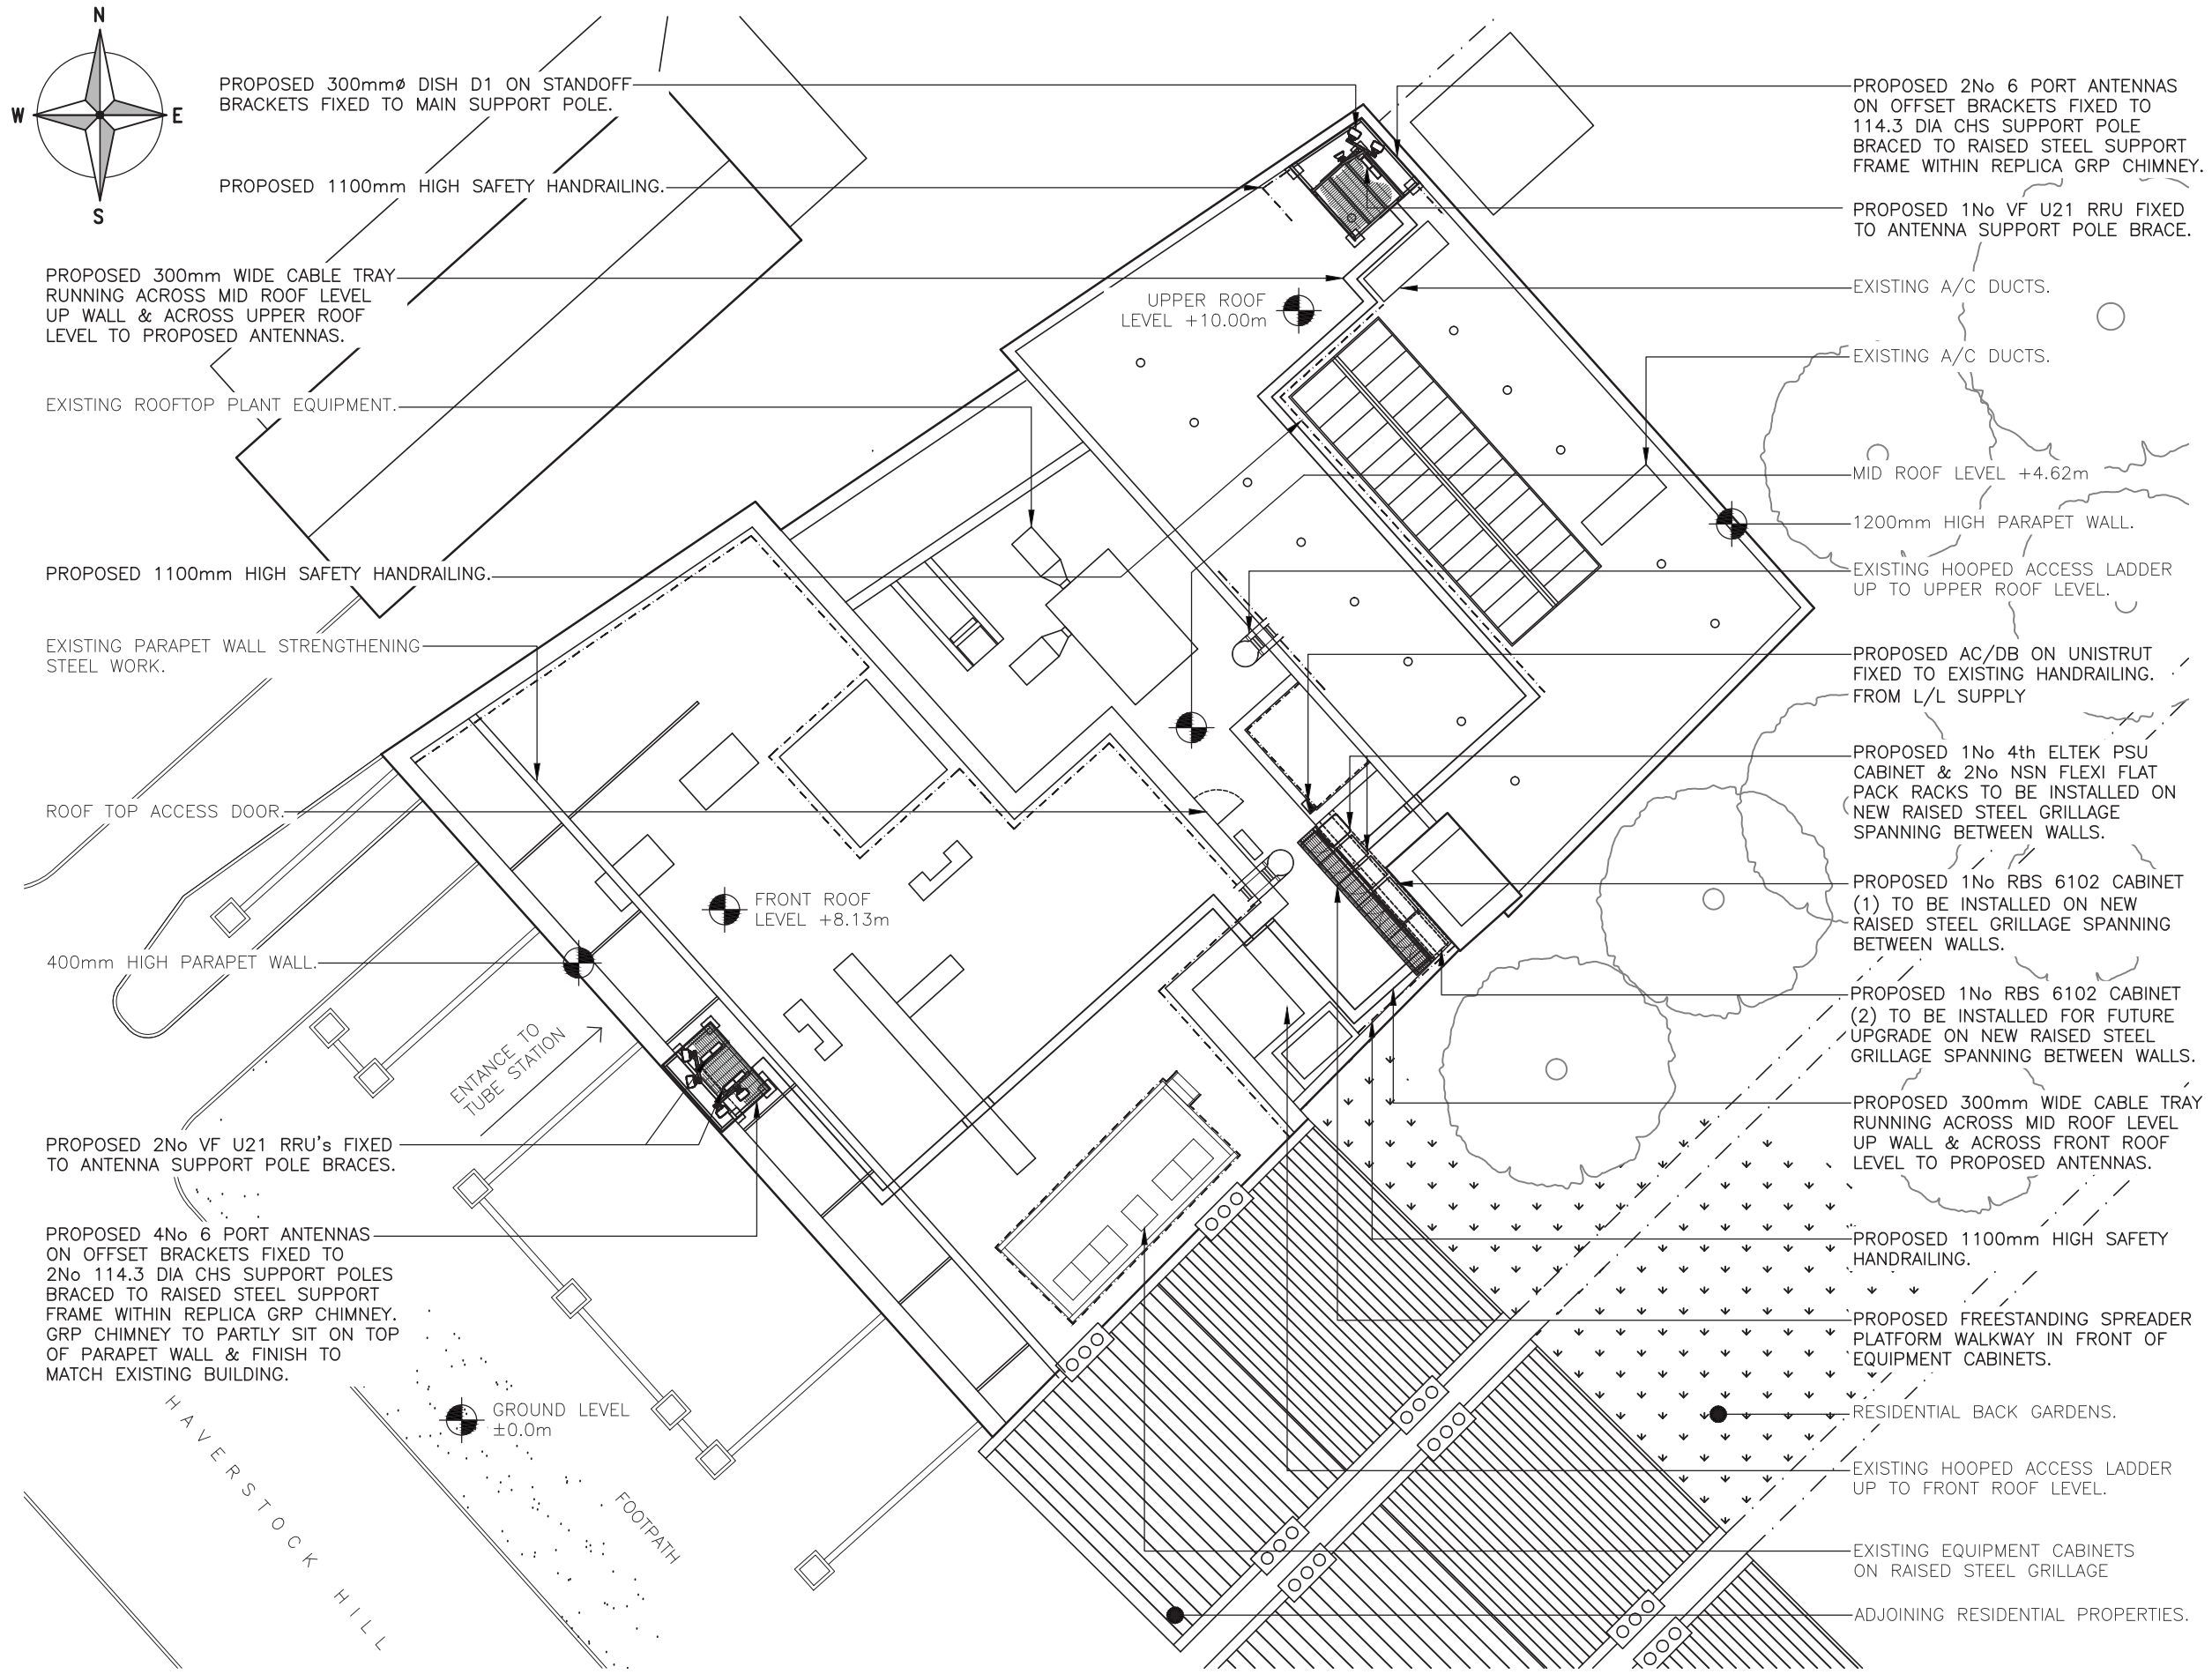 N
W
E
S
PROPOSED 300mmø DISH D1 ON STANDOFF
BRACKETS FIXED TO MAIN SUPPORT POLE.
PROPOSED 1100mm HIGH SAFETY HANDRAILING.
PROPOSED 300mm WIDE CABLE TRAY
RUNNING ACROSS MID ROOF LEVEL
UP WALL & ACROSS UPPER ROOF
LEVEL TO PROPOSED ANTENNAS.
EXISTING ROOFTOP PLANT EQUIPMENT.
PROPOSED 1100mm HIGH SAFETY HANDRAILING.
EXISTING PARAPET WALL STRENGTHENING
STEEL WORK.
ROOF TOP ACCESS DOOR.
400mm HIGH PARAPET WALL.
PROPOSED 2No VF U21 RRU's FIXED
TO ANTENNA SUPPORT POLE BRACES.
PROPOSED 4No 6 PORT ANTENNAS
ON OFFSET BRACKETS FIXED TO
2No 114.3 DIA CHS SUPPORT POLES
BRACED TO RAISED STEEL SUPPORT
FRAME WITHIN REPLICA GRP CHIMNEY.
GRP CHIMNEY TO PARTLY SIT ON TOP
OF PARAPET WALL & FINISH TO
MATCH EXISTING BUILDING.
HAVERSTOCK HILL
GROUND LEVEL
±0.0m
FOOTPATH
ENTANCE TO
TUBE STATION
FRONT ROOF
LEVEL +8.13m
UPPER ROOF
LEVEL +10.00m
PROPOSED 2No 6 PORT ANTENNAS
ON OFFSET BRACKETS FIXED TO
114.3 DIA CHS SUPPORT POLE
BRACED TO RAISED STEEL SUPPORT
FRAME WITHIN REPLICA GRP CHIMNEY.
PROPOSED 1No VF U21 RRU FIXED
TO ANTENNA SUPPORT POLE BRACE.
EXISTING A/C DUCTS.
EXISTING A/C DUCTS.
MID ROOF LEVEL +4.62m
1200mm HIGH PARAPET WALL.
EXISTING HOOPED ACCESS LADDER
UP TO UPPER ROOF LEVEL.
PROPOSED AC/DB ON UNISTRUT
FIXED TO EXISTING HANDRAILING.
FROM L/L SUPPLY
PROPOSED 1No 4th ELTEK PSU
CABINET & 2No NSN FLEXI FLAT
PACK RACKS TO BE INSTALLED ON
NEW RAISED STEEL GRILLAGE
SPANNING BETWEEN WALLS.
PROPOSED 1No RBS 6102 CABINET
(1) TO BE INSTALLED ON NEW
RAISED STEEL GRILLAGE SPANNING
BETWEEN WALLS.
PROPOSED 1No RBS 6102 CABINET
(2) TO BE INSTALLED FOR FUTURE
UPGRADE ON NEW RAISED STEEL
GRILLAGE SPANNING BETWEEN WALLS.
PROPOSED 300mm WIDE CABLE TRAY
RUNNING ACROSS MID ROOF LEVEL
UP WALL & ACROSS FRONT ROOF
LEVEL TO PROPOSED ANTENNAS.
PROPOSED 1100mm HIGH SAFETY
HANDRAILING.
PROPOSED FREESTANDING SPREADER
PLATFORM WALKWAY IN FRONT OF
EQUIPMENT CABINETS.
RESIDENTIAL BACK GARDENS.
EXISTING HOOPED ACCESS LADDER
UP TO FRONT ROOF LEVEL.
EXISTING EQUIPMENT CABINETS
ON RAISED STEEL GRILLAGE
ADJOINING RESIDENTIAL PROPERTIES.